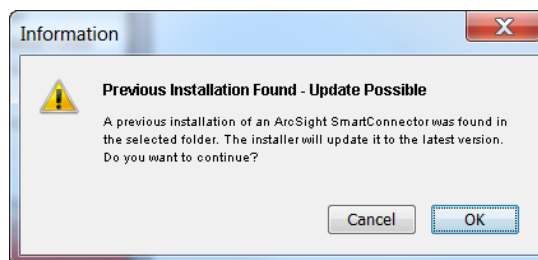 Information
Previous Installation Found - Update Possible
A previous installation of an ArcSight SmartConnector was found in
the selected folder. The installer will update it to the latest version.
Do you want to continue?
Cancel OK